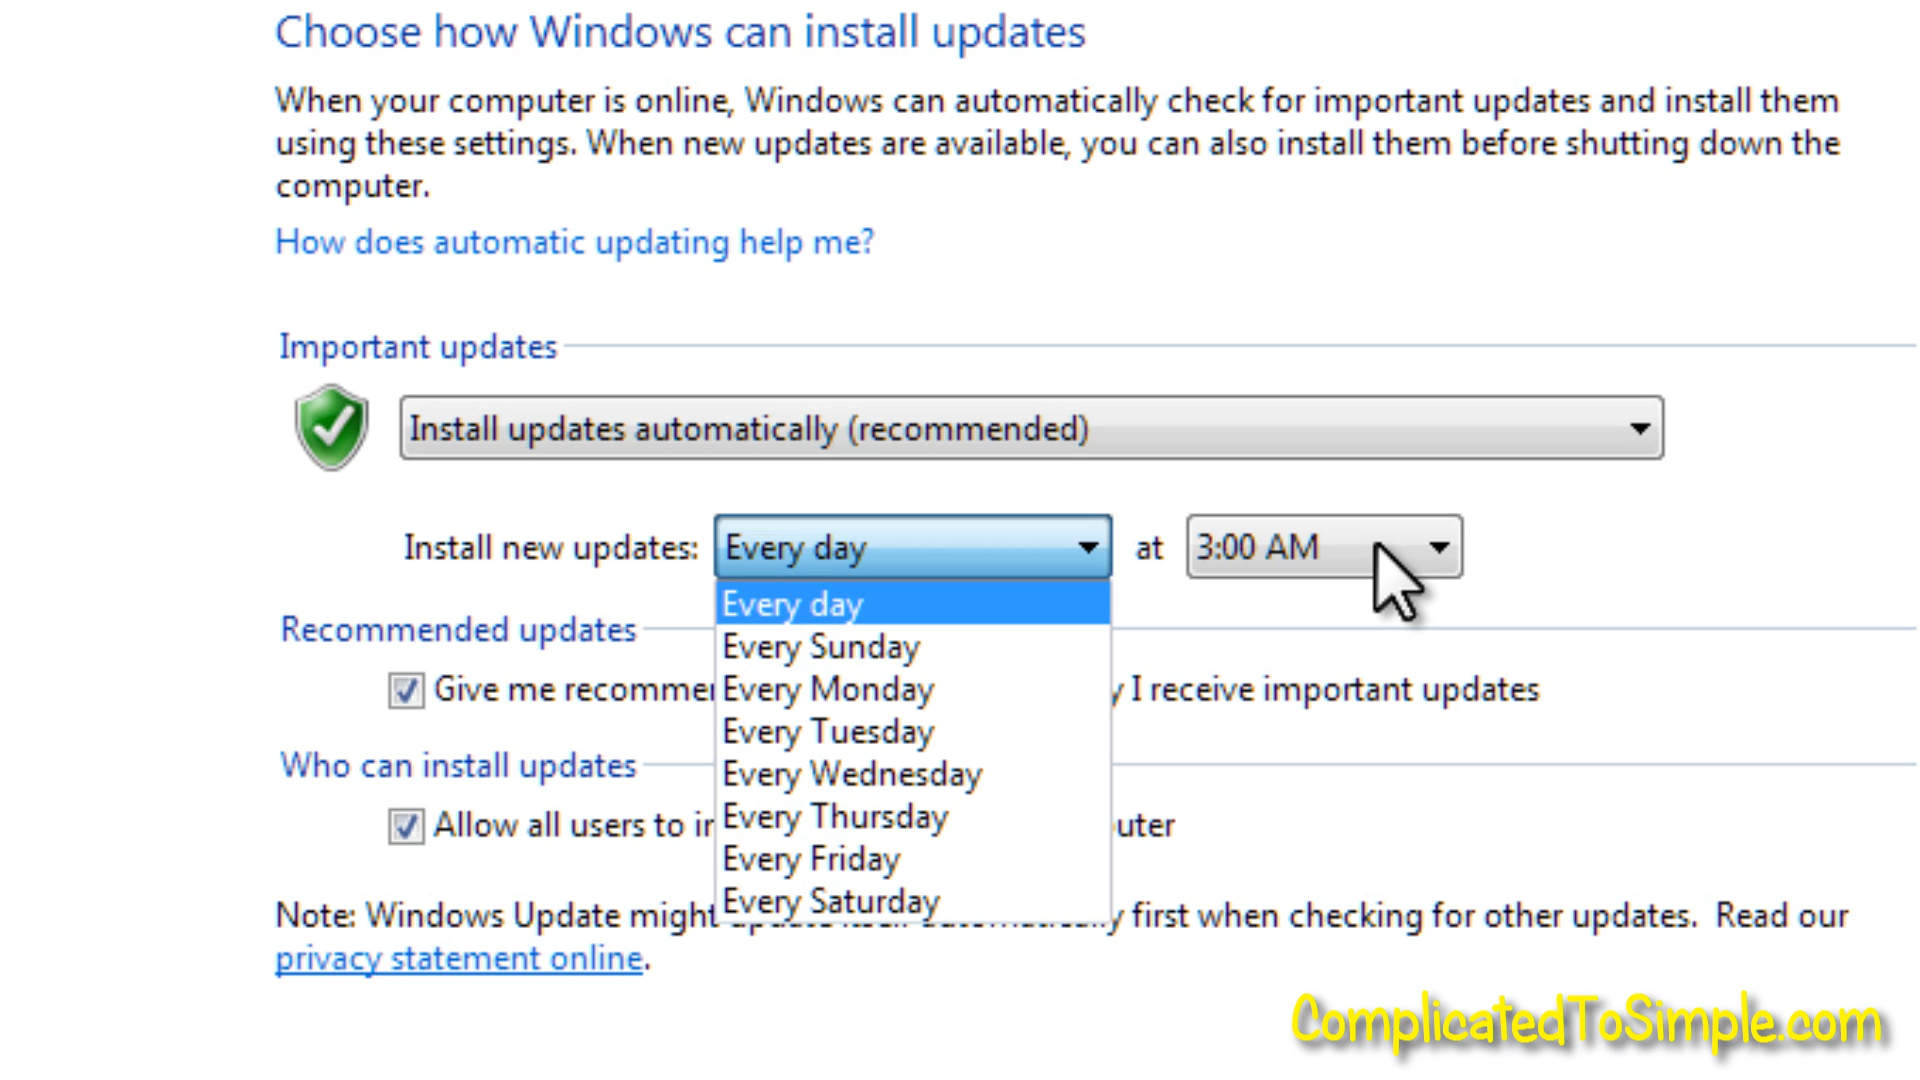 Choose how Windows can install updates
When your computer is online, Windows can automatically check for important updates and install them
using these settings. When new updates are available, you can also install them before shutting down the
computer.
How does automatic updating help me?
Important updates
Install updates automatically (recommended)
Install new updates: Every day at 3:00 AM
Every day
Recommended updates
Every Sunday
Give me I receive important updates
Every Monday
Every Tuesday
Who can install updates
Every Wednesday
Every Thursday
Allow all users to
Every Friday
Every Saturday
Note: Windows Update might first when checking for other updates. Read our
privacy statement online.
ComplicatedToSimple.com